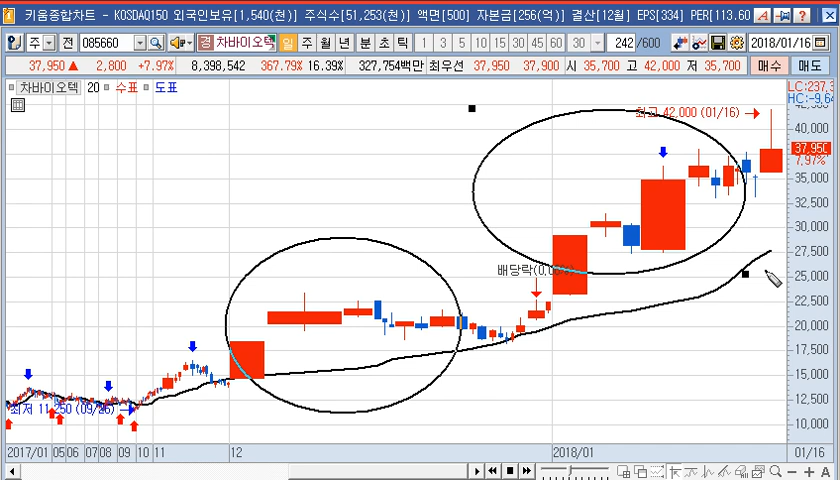 키움종합차트 - KOSDAQ150 외국인보유[1,540(천)] 주식수[51,253(천)] 액면[500] 자본금[256(억)] 결산[12월] EPS[334] PER[113.60
주 전 085660 경 차바이오텍 일 주 월 년 분 초 틱 1 3 5 10 15 30 45 60 30 242 /600 2018/01/16
37,950 ▲ 2,800 +7.97% 8,398,542 367.79% 16.39% 327,754백만 최우선 37,950 37,900 시 35,700 고 42,000 저 35,700 매수 매도
차바이오텍 20 수표 도표
LC:237.3
HC:-9.6
최고 42,000 (01/16)
40,000
37,950
7.97%
35,000
32,500
30,000
27,500
배당락(0,0
25,000
22,500
20,000
17,500
15,000
12,500
최저 11,250 (09/26)
10,000
2017/01 05 06 07 08 09 10 11 12 2018/01 01/16
A